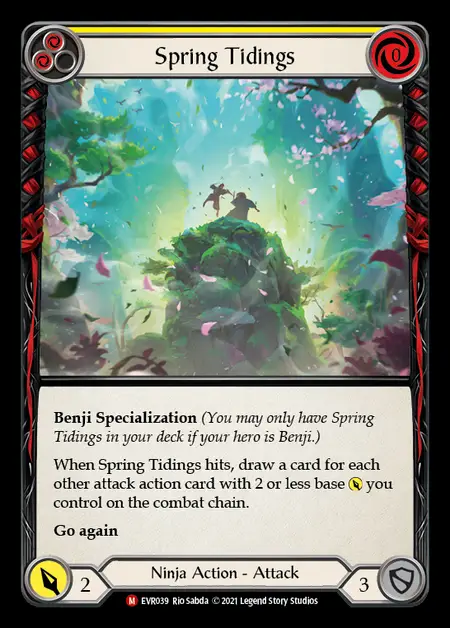 Spring Tidings
0
Benji Specialization (You may only have Spring
Tidings in your deck if your hero is Benji.)
When Spring Tidings hits, draw a card for each
other attack action card with 2 or less base you
control on the combat chain.
Go again
2
Ninja Action - Attack
3
M EVR039 Rio Sabda © 2021 Legend Story Studios